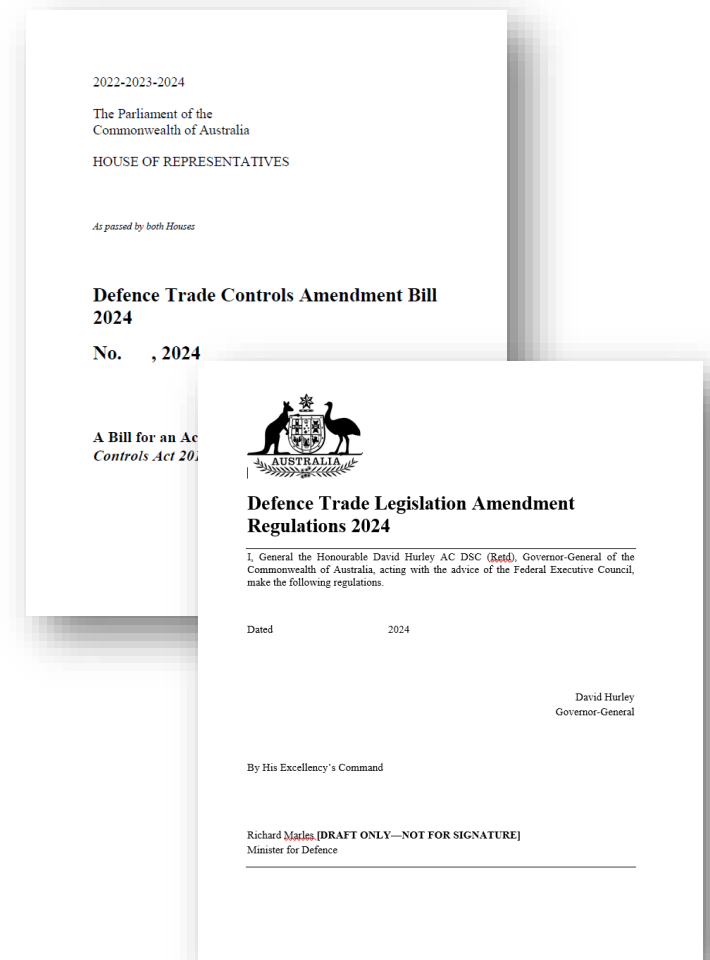 2022-2023-2024
The Parliament of the
Commonwealth of Australia
HOUSE OF REPRESENTATIVES
As passed by both Houses
Defence Trade Controls Amendment Bill
2024
No. , 2024
A Bill for an Ac
Controls Act 201
AUSTRALIA
Defence Trade Legislation Amendment
Regulations 2024
I, General the Honourable David Hurley AC DSC (Retd), Governor-General of the
Commonwealth of Australia, acting with the advice of the Federal Executive Council,
make the following regulations.
Dated 2024
David Hurley
Governor-General
By His Excellency's Command
Richard Marles [DRAFT ONLY—NOT FOR SIGNATURE]
Minister for Defence